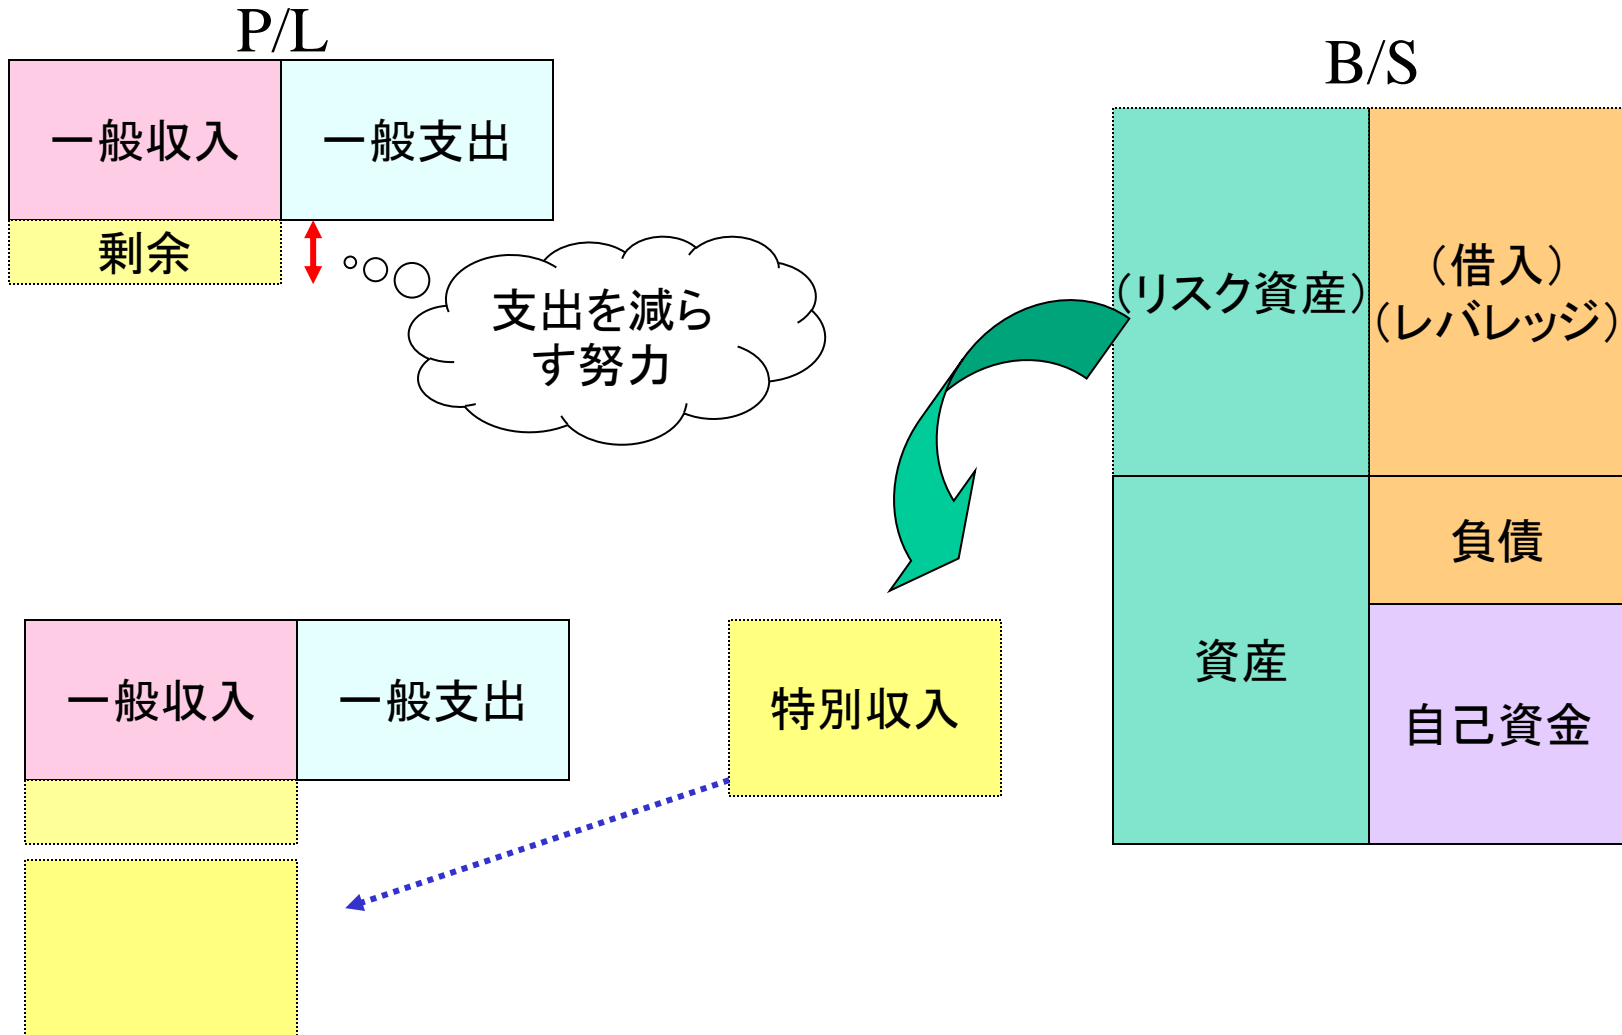 P/L
B/S
一般収入
一般支出
剰余
支出を減ら
す努力
（リスク資産）
（借入）
（レバレッジ）
負債
資産
自己資金
一般収入
一般支出
特別収入